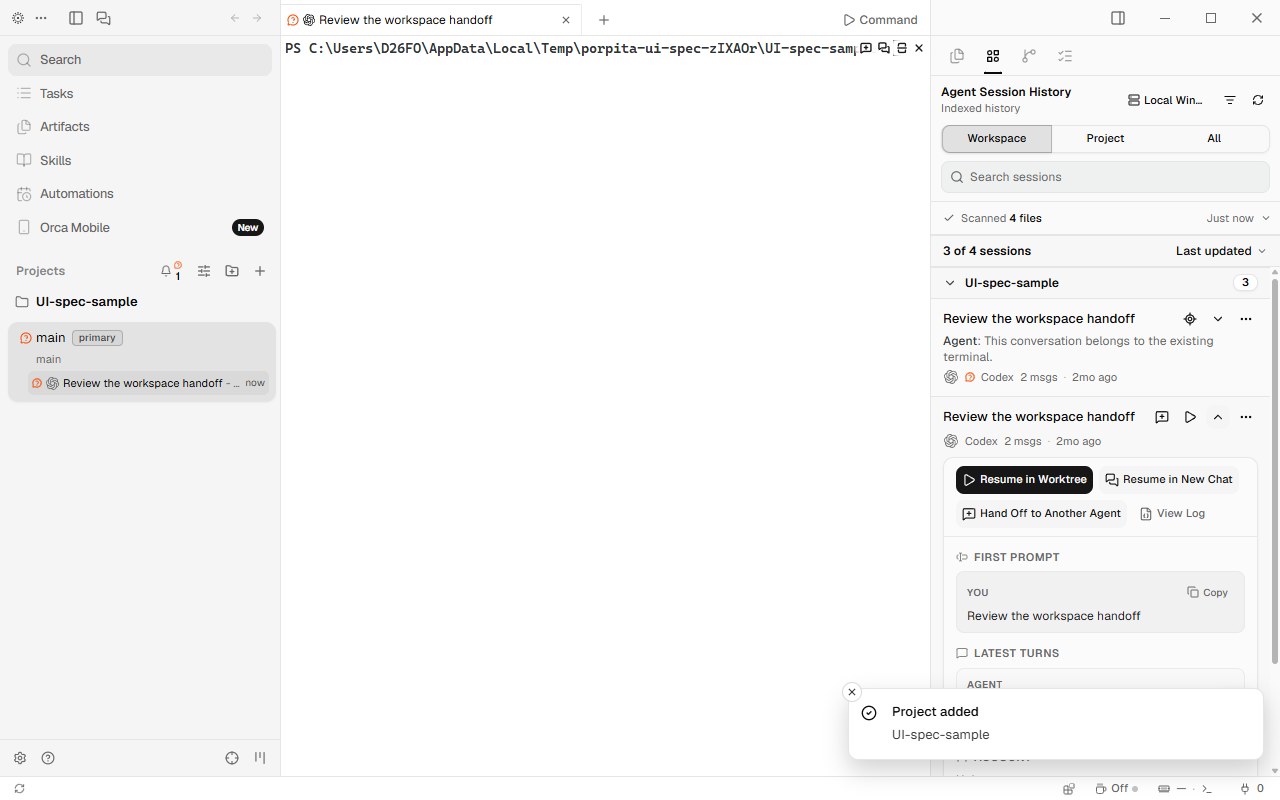 Review the workspace handoff
Command
PS C:\Users\D26FO\AppData\Local\Temp\porpita-ui-spec-zIXAOr\UI-spec-sam
Search
Tasks
Artifacts
Skills
Automations
Orca Mobile
New
Projects
1
UI-spec-sample
main
primary
main
Review the workspace handoff - …
now
Agent Session History
Indexed history
Local Win…
Workspace
Project
All
Search sessions
Scanned 4 files
Just now
3 of 4 sessions
Last updated
UI-spec-sample
3
Review the workspace handoff
Agent: This conversation belongs to the existing
terminal.
Codex 2 msgs · 2mo ago
Review the workspace handoff
Codex 2 msgs · 2mo ago
Resume in Worktree
Resume in New Chat
Hand Off to Another Agent
View Log
FIRST PROMPT
YOU
Copy
Review the workspace handoff
LATEST TURNS
AGENT
Project added
UI-spec-sample
Off
0